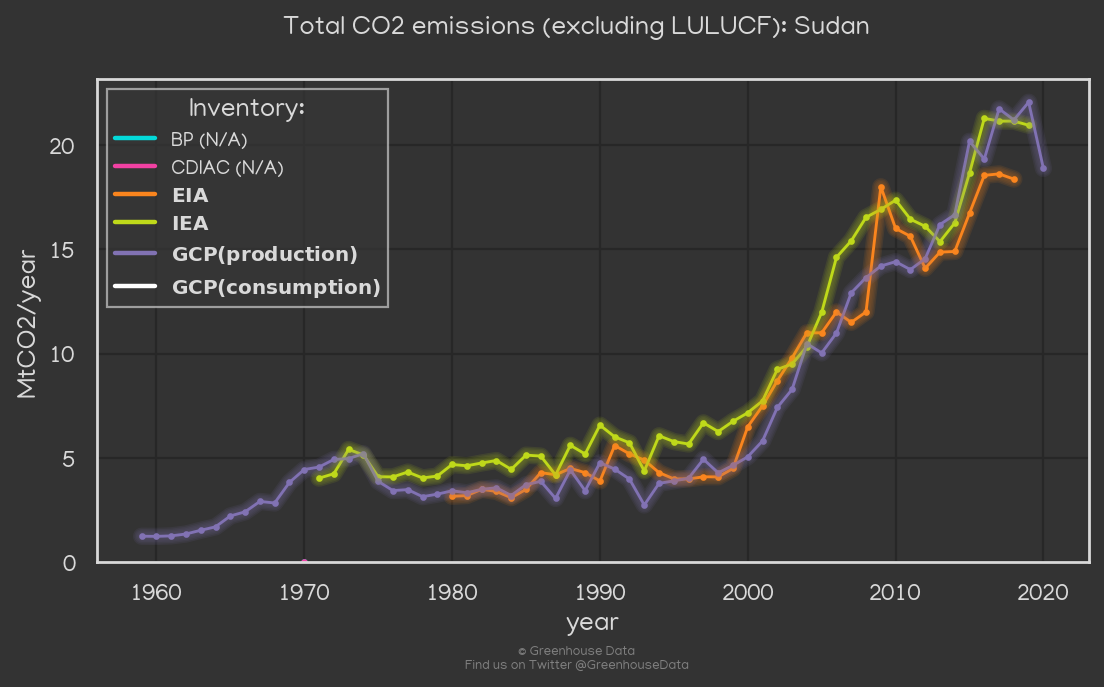 Total CO2 emissions (excluding LULUCF): Sudan
Inventory:
BP (N/A)
CDIAC (N/A)
EIA
IEA
GCP(production)
GCP(consumption)
MtCO2/year
20
15
10
5
0
1960 1970 1980 1990 2000 2010 2020
year
© Greenhouse Data
Find us on Twitter @GreenhouseData